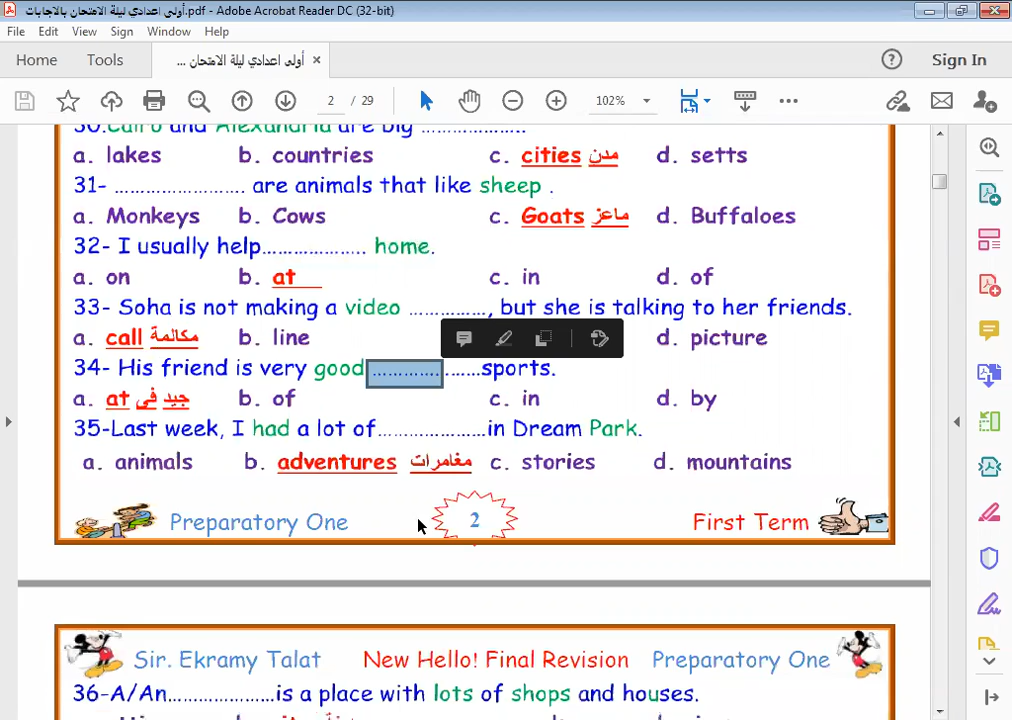 أولى اعدادي ليلة الامتحان بالاجابات.pdf - Adobe Acrobat Reader DC (32-bit)
File Edit View Sign Window Help
Home Tools أولى اعدادي ليلة الامتحان ... × ? Sign In
2 / 29 102%
30.Cairo and Alexandria are big ....................
a. lakes b. countries c. cities مدن d. setts
31- ......................... are animals that like sheep .
a. Monkeys b. Cows c. Goats ماعز d. Buffaloes
32- I usually help.................... home.
a. on b. at c. in d. of
33- Soha is not making a video ..............., but she is talking to her friends.
a. call مكالمة b. line d. picture
34- His friend is very good ....................sports.
a. at جيد فى b. of c. in d. by
35-Last week, I had a lot of.....................in Dream Park.
a. animals b. adventures مغامرات c. stories d. mountains
Preparatory One 2 First Term
Sir. Ekramy Talat New Hello! Final Revision Preparatory One
36-A/An....................is a place with lots of shops and houses.